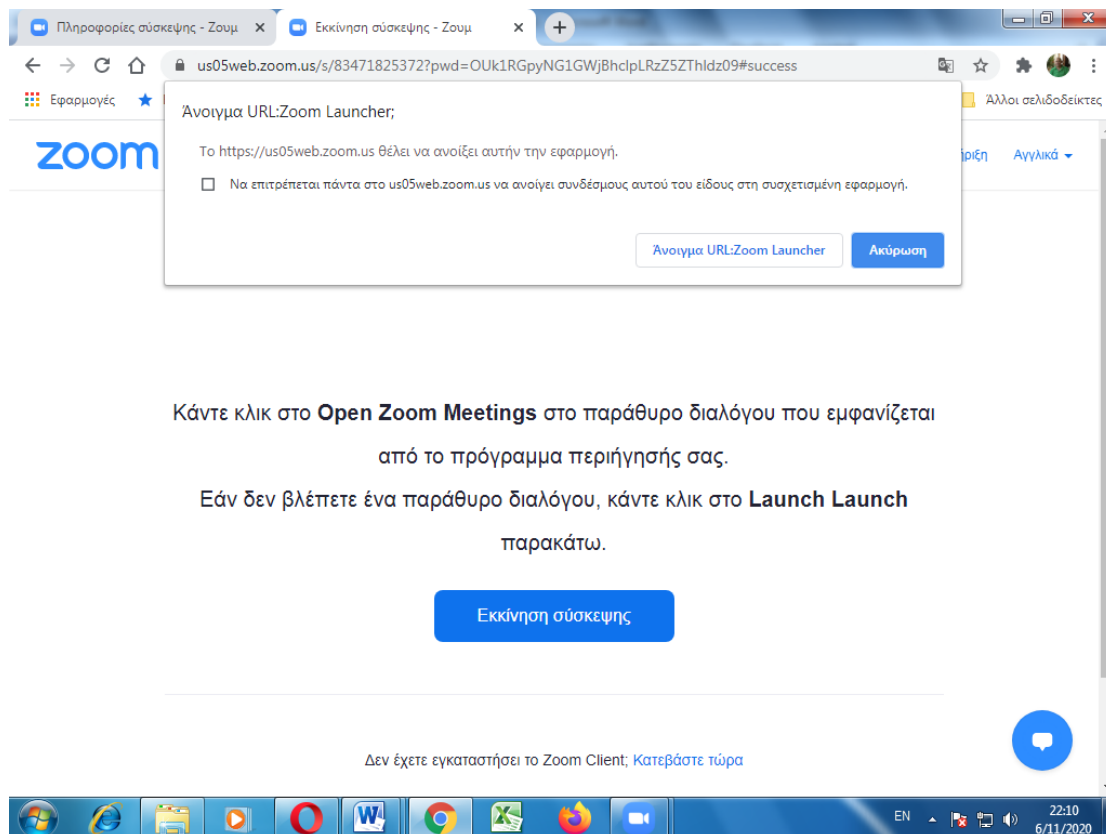 Πληροφορίες σύσκεψης - Ζουμ
Εκκίνηση σύσκεψης - Ζουμ
us05web.zoom.us/s/83471825372?pwd=OUk1RGpyNG1GWjBhclpLRzZ5ZThldz09#success
Εφαρμογές
Άλλοι σελιδοδείκτες
Άνοιγμα URL:Zoom Launcher;
Το https://us05web.zoom.us θέλει να ανοίξει αυτήν την εφαρμογή.
Να επιτρέπεται πάντα στο us05web.zoom.us να ανοίγει συνδέσμους αυτού του είδους στη συσχετισμένη εφαρμογή.
Άνοιγμα URL:Zoom Launcher
Ακύρωση
zoom
Αγγλικά
Κάντε κλικ στο Open Zoom Meetings στο παράθυρο διαλόγου που εμφανίζεται
από το πρόγραμμα περιήγησής σας.
Εάν δεν βλέπετε ένα παράθυρο διαλόγου, κάντε κλικ στο Launch Launch
παρακάτω.
Εκκίνηση σύσκεψης
Δεν έχετε εγκαταστήσει το Zoom Client; Κατεβάστε τώρα
EN
22:10
6/11/2020